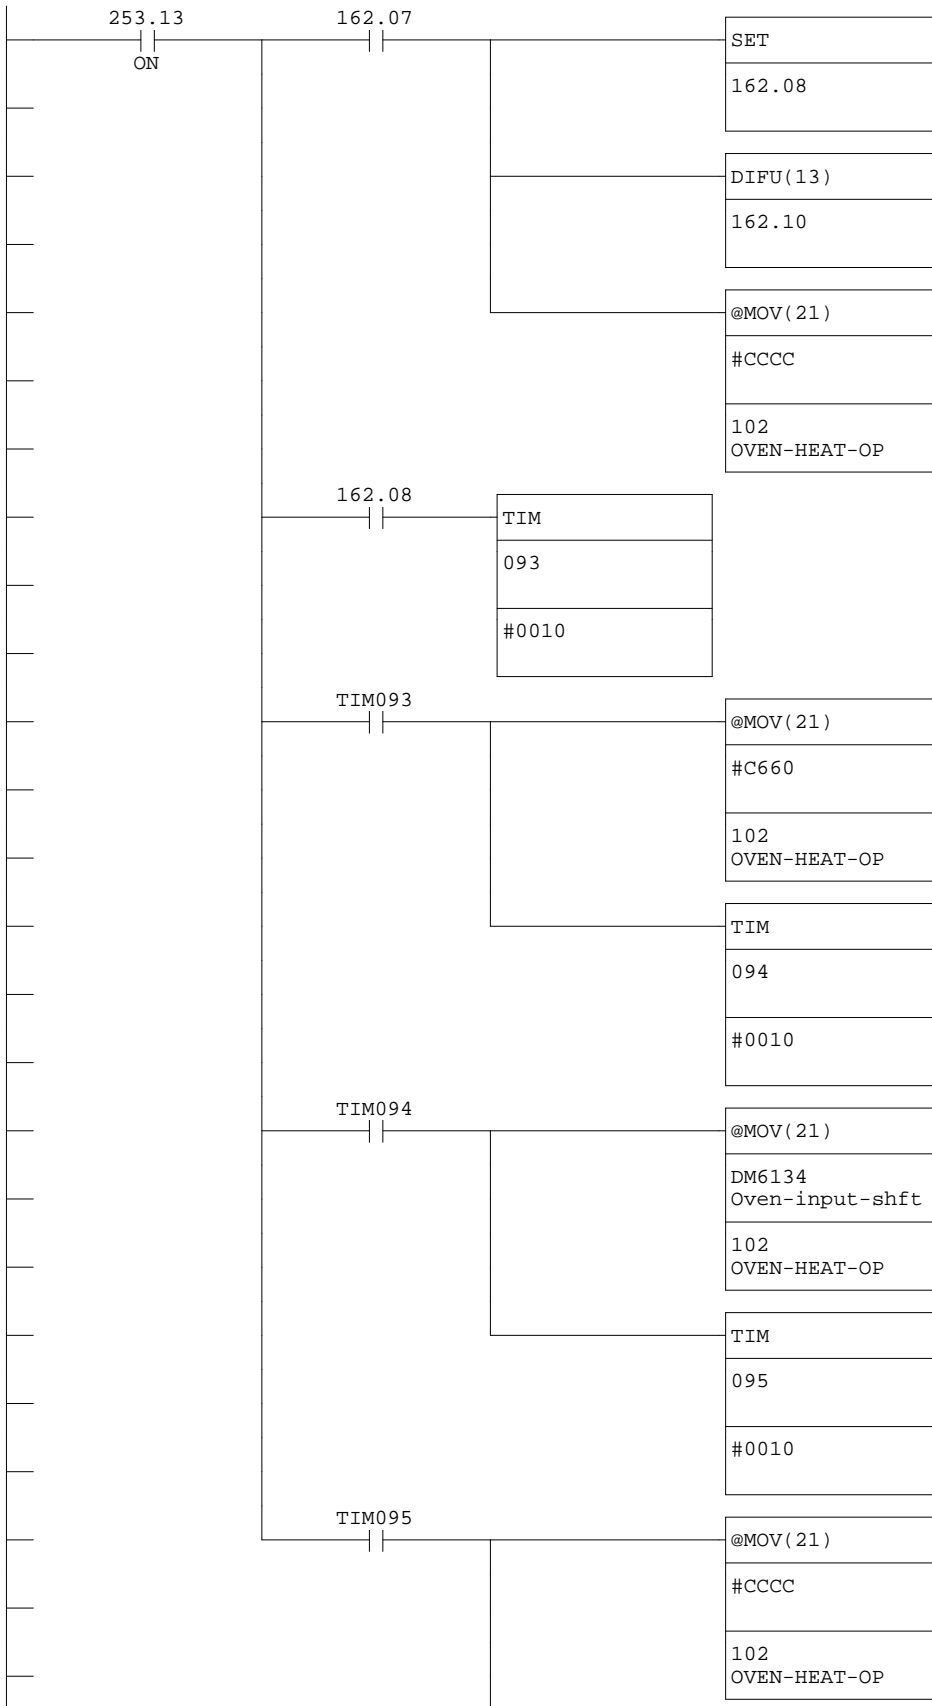 253.13
162.07
SET
ON
162.08
DIFU(13)
162.10
@MOV(21)
#CCCC
102
OVEN-HEAT-OP
162.08
TIM
093
#0010
TIM093
@MOV(21)
#C660
102
OVEN-HEAT-OP
TIM
094
#0010
TIM094
@MOV(21)
DM6134
Oven-input-shft
102
OVEN-HEAT-OP
TIM
095
#0010
TIM095
@MOV(21)
#CCCC
102
OVEN-HEAT-OP